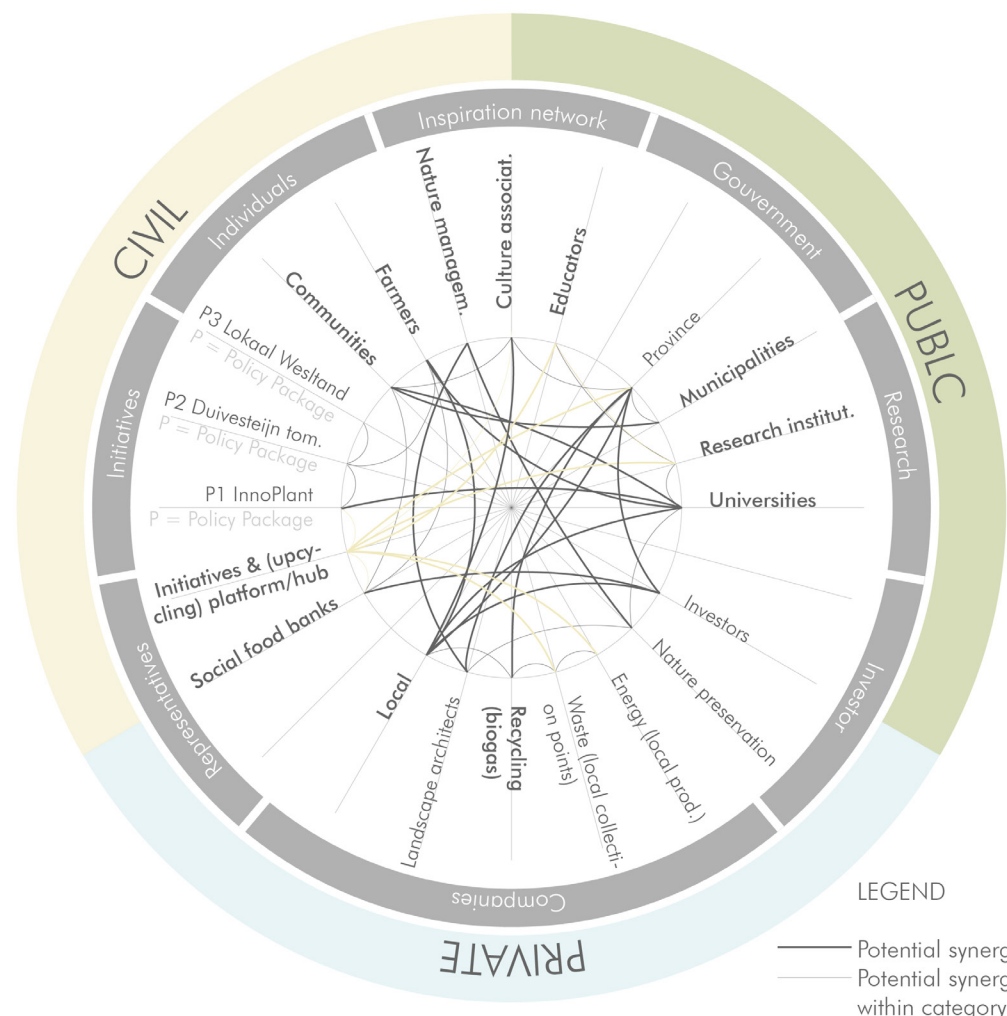 CIVIL
PUBLC
PRIVATE
Inspiration network
Gouvernment
Research
Investor
Companies
Representatives
Initiatives
Individuals
Nature managem.
Culture associat.
Educators
Province
Municipalities
Research institut.
Universities
Investors
Nature preservation
Energy (local prod.)
Waste (local collecti-
on points)
Recycling
(biogas)
Landscape architects
Local
Social food banks
Initiatives & (upcy-
cling) platform/hub
P1 InnoPlant
P = Policy Package
P2 Duivesteijn tom.
P = Policy Package
P3 Lokaal Wesltand
P = Policy Package
Communities
Farmers
LEGEND
Potential synerg
Potential synerg
within category